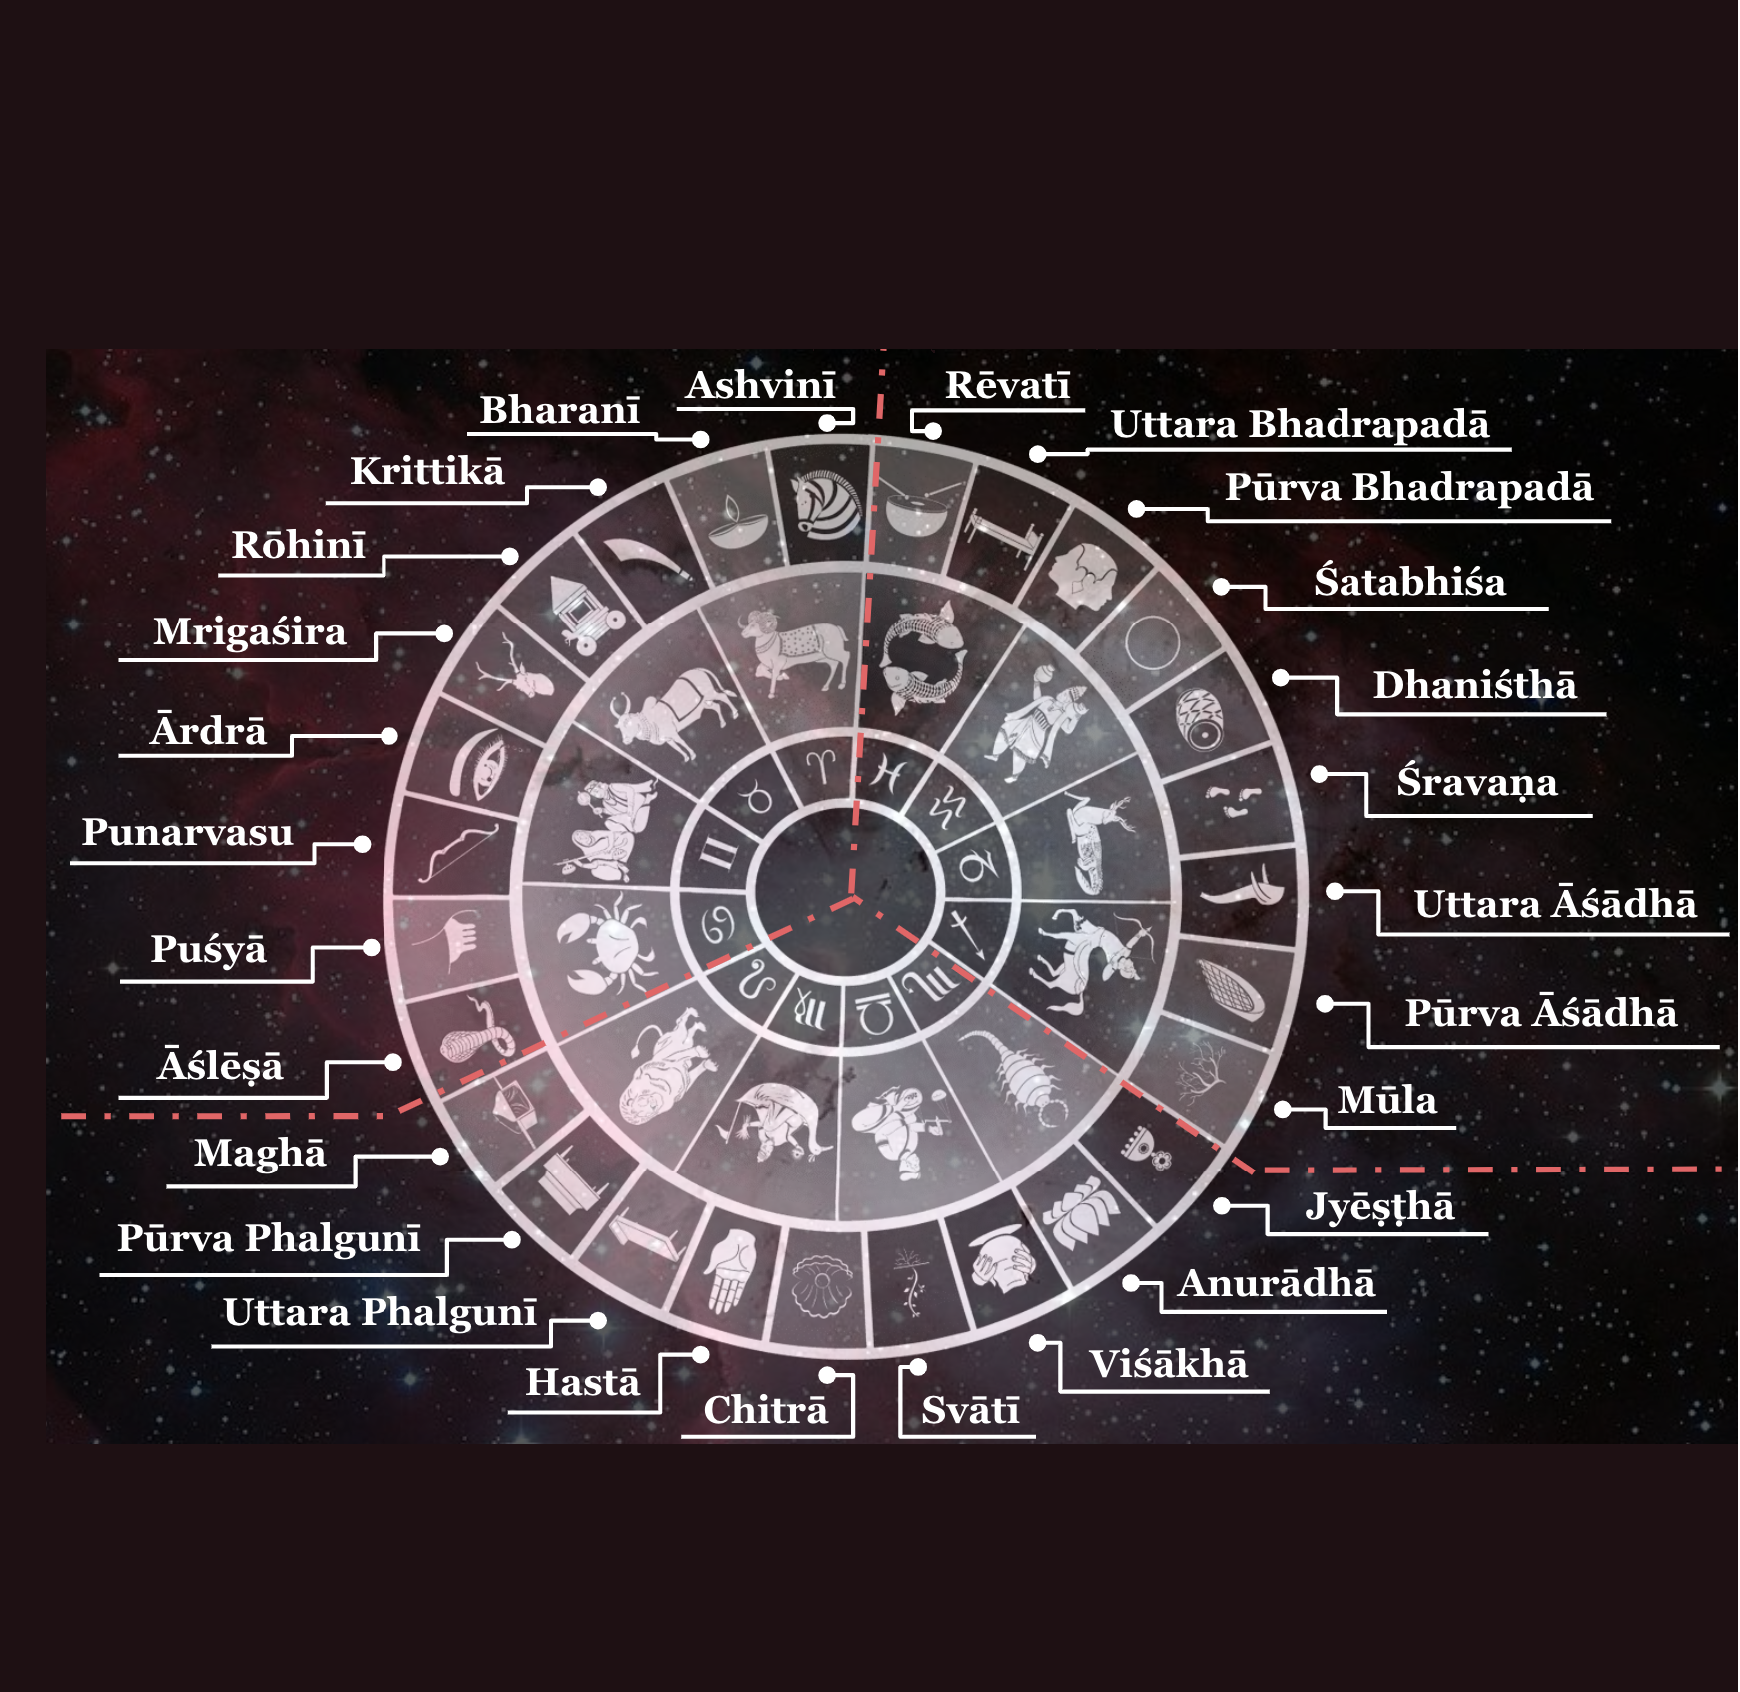 Ashvinī
Rēvatī
Bharanī
Uttara Bhadrapadā
Krittikā
Pūrva Bhadrapadā
Rōhinī
Śatabhiśa
Mrigaśira
Dhaniśthā
Ārdrā
Śravaṇa
Punarvasu
Uttara Āśādhā
Puśyā
Pūrva Āśādhā
Āślēṣā
Mūla
Maghā
Jyēṣṭhā
Pūrva Phalgunī
Anurādhā
Uttara Phalgunī
Viśākhā
Hastā
Chitrā
Svātī
♈
♓
♉
♒
♊
♑
♋
♐
♌
♍
♎
♏